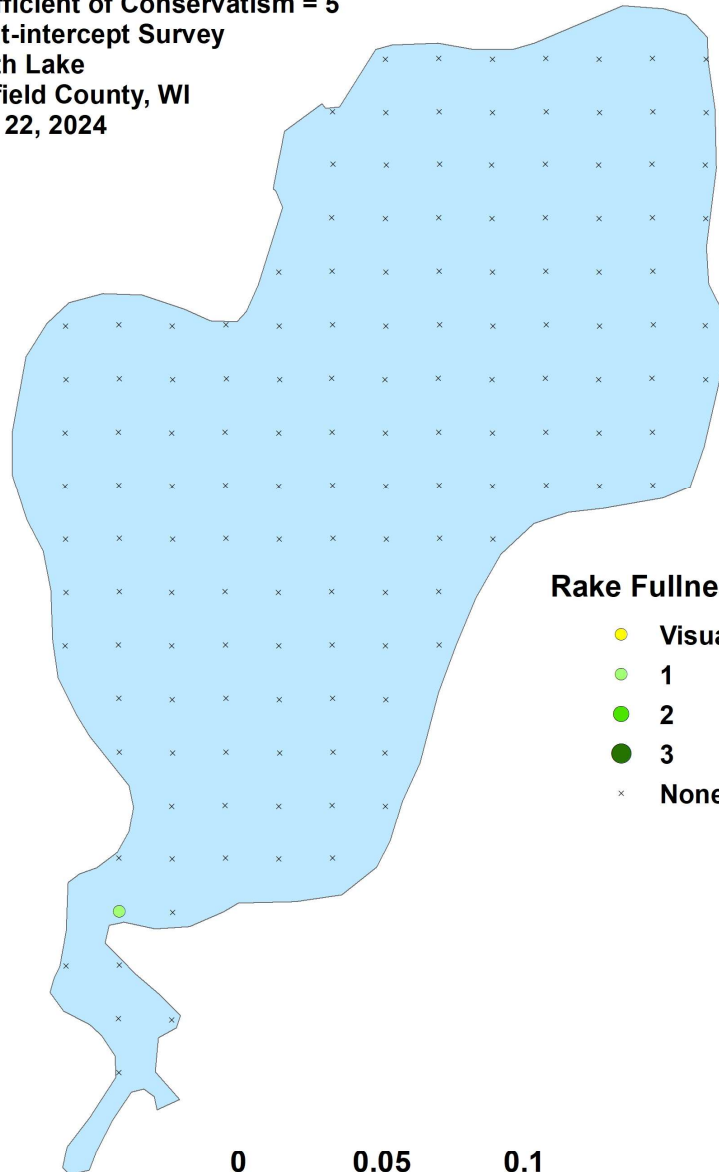 fficient of Conservatism = 5
t-intercept Survey
th Lake
field County, WI
22, 2024
Rake Fullne
Visua
1
2
3
None
0 0.05 0.1